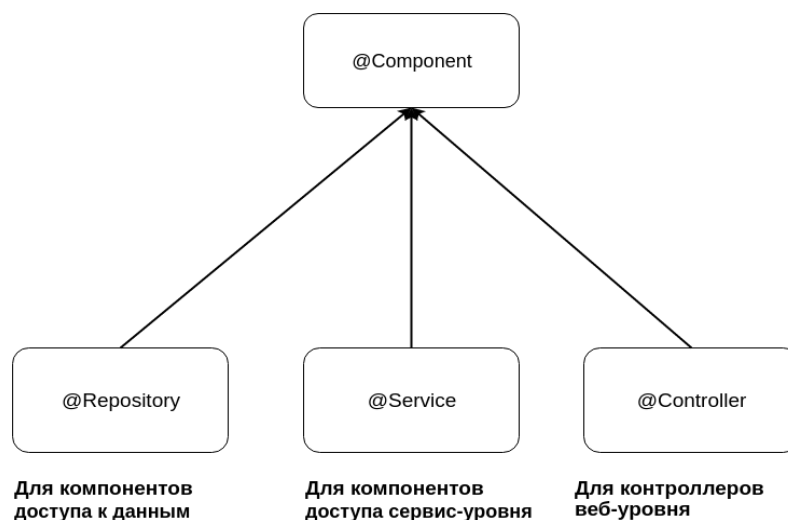 @Component
@Repository
@Service
@Controller
Для компонентов
доступа к данным
Для компонентов
доступа сервис-уровня
Для контроллеров
веб-уровня